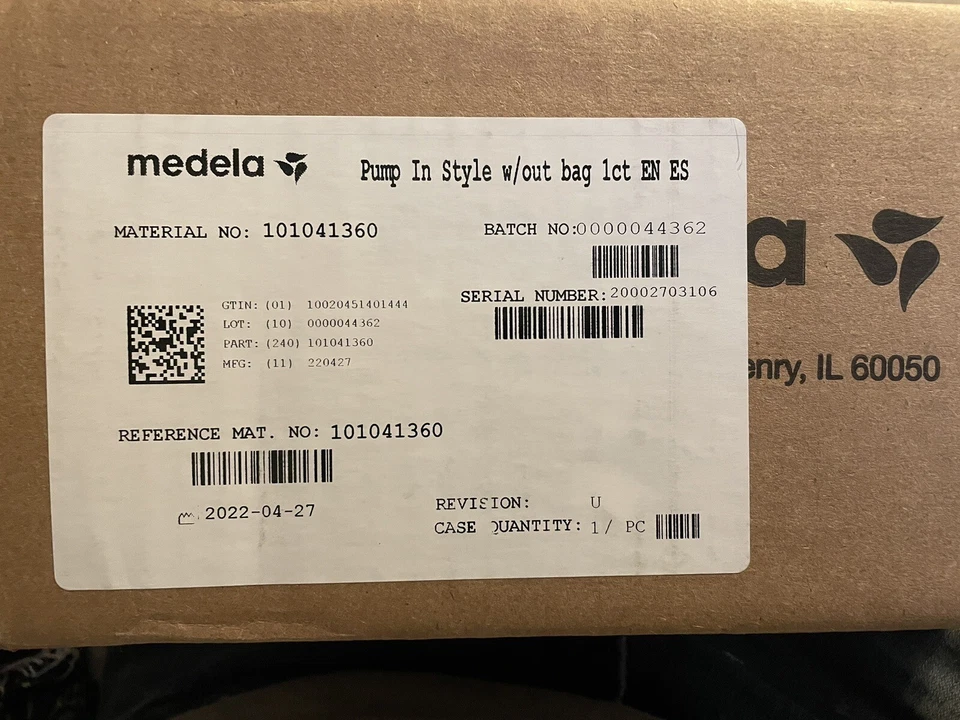 medela
Pump In Style w/out bag 1ct EN ES
MATERIAL NO: 101041360
BATCH NO:0000044362
SERIAL NUMBER:20002703106
GTIN: (01) 10020451401444
LOT: (10) 0000044362
PART: (240) 101041360
MFG: (11) 220427
REFERENCE MAT. NO: 101041360
2022-04-27
REVISION: U
CASE QUANTITY: 1/ PC
a
enry, IL 60050